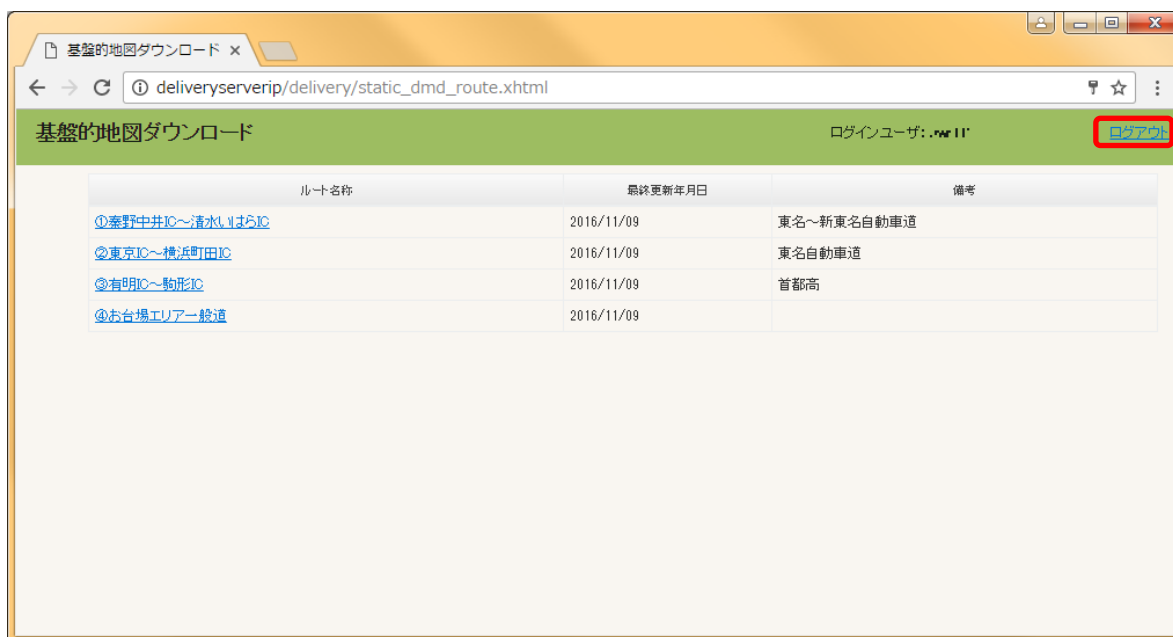 基盤的地図ダウンロード
deliveryserverip/delivery/static_dmd_route.xhtml
基盤的地図ダウンロード ログインユーザ: ログアウト
ルート名称 最終更新年月日 備考
①秦野中井IC～清水いはらIC 2016/11/09 東名～新東名自動車道
②東京IC～横浜町田IC 2016/11/09 東名自動車道
③有明IC～駒形IC 2016/11/09 首都高
④お台場エリア一般道 2016/11/09